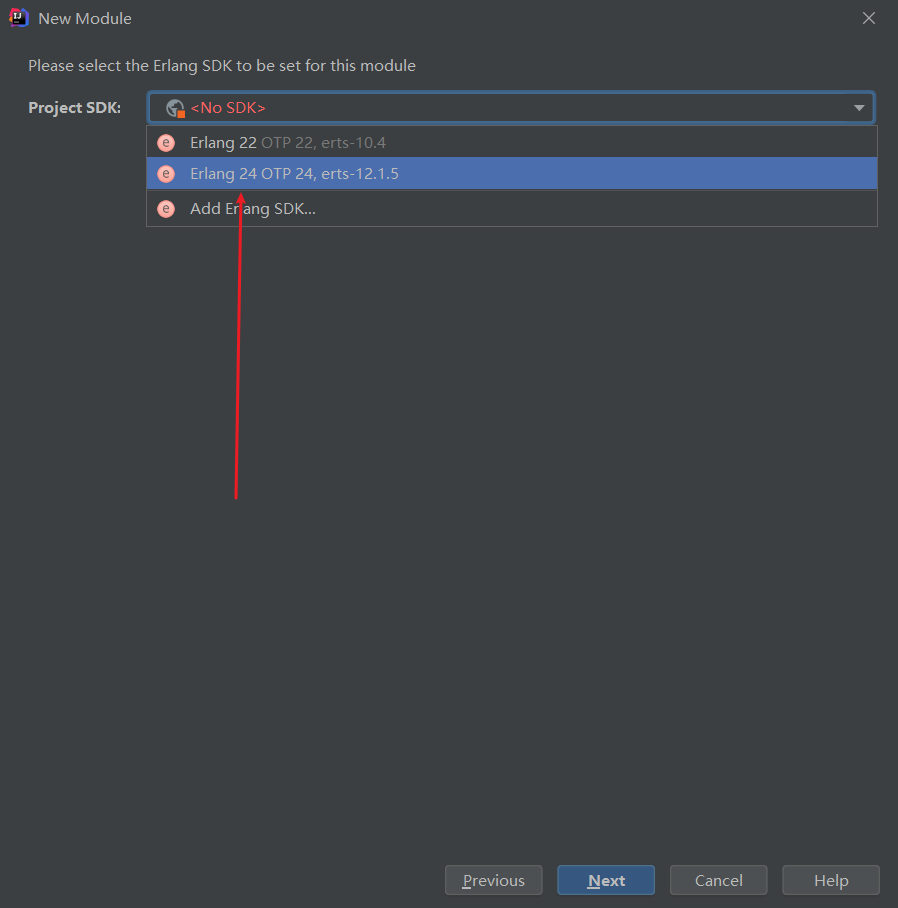 New Module
Please select the Erlang SDK to be set for this module
Project SDK: <No SDK>
Erlang 22 OTP 22, erts-10.4
Erlang 24 OTP 24, erts-12.1.5
Add Erlang SDK...
Previous Next Cancel Help